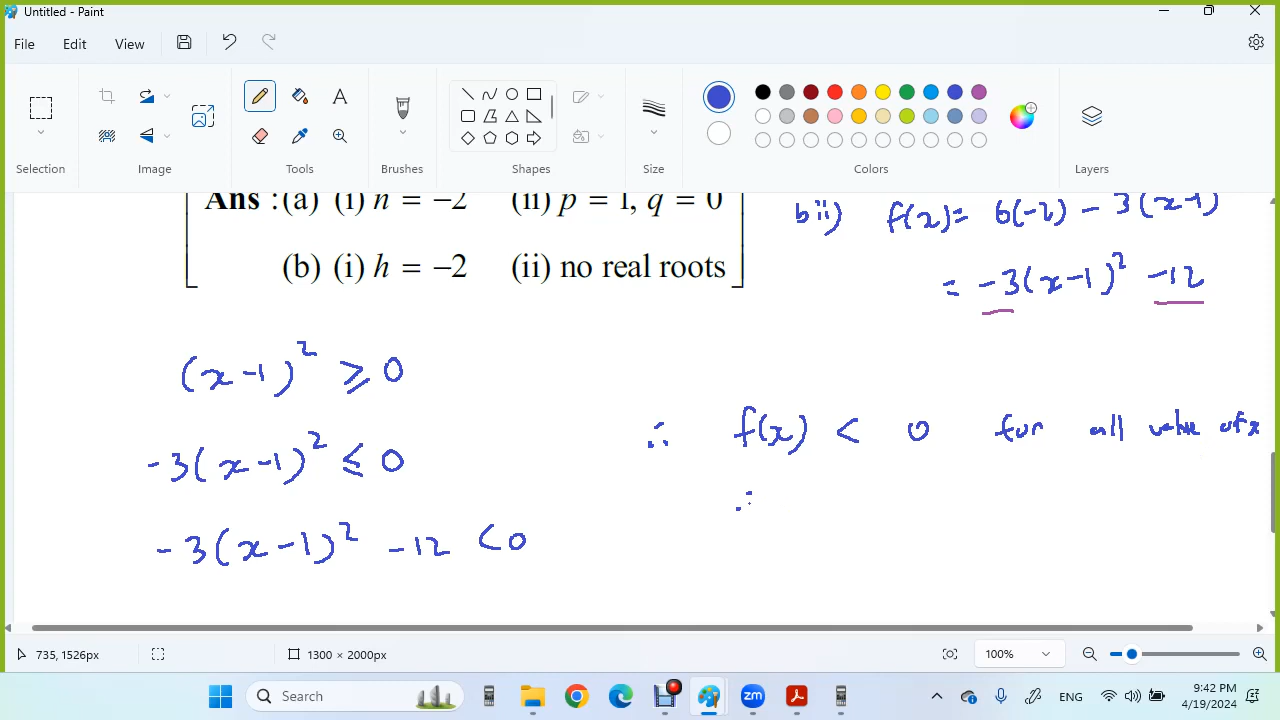 Untitled - Paint
File Edit View
Selection Image Tools Brushes Shapes Size Colors Layers
Ans : (a) (i) n = −2 (ii) p = 1, q = 0
(b) (i) h = −2 (ii) no real roots
bii) f(x) = 6(-2) - 3(x-1)
= -3(x-1)² -12
(x-1)² ≥ 0
-3(x-1)² ≤ 0
-3(x-1)² -12 < 0
∴ f(x) < 0 for all value of x
∴
735, 1526px 1300 × 2000px 100%
Search ENG 9:42 PM
4/19/2024